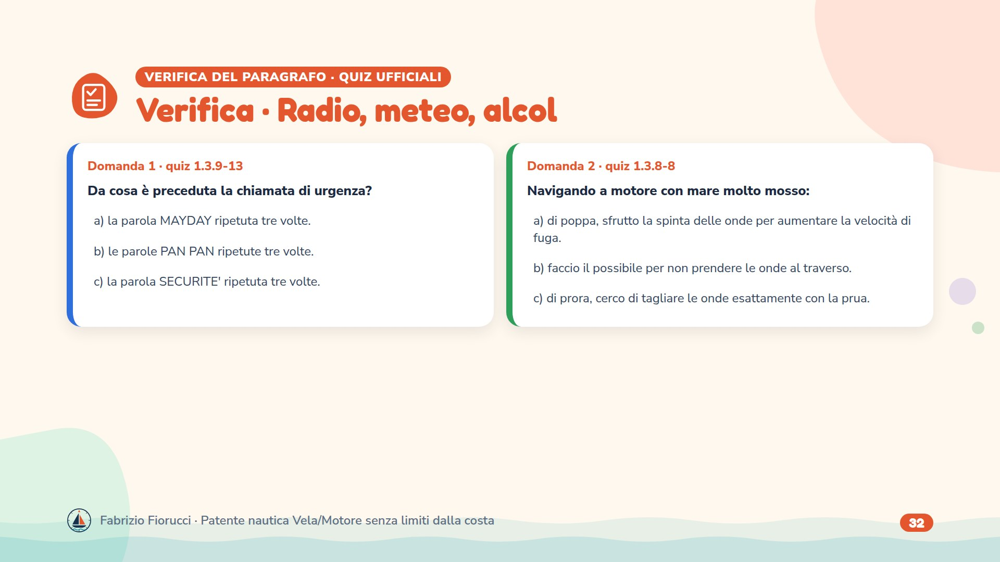 VERIFICA DEL PARAGRAFO · QUIZ UFFICIALI
Verifica · Radio, meteo, alcol
Domanda 1 · quiz 1.3.9-13
Da cosa è preceduta la chiamata di urgenza?
a) la parola MAYDAY ripetuta tre volte.
b) le parole PAN PAN ripetute tre volte.
c) la parola SECURITE' ripetuta tre volte.
Domanda 2 · quiz 1.3.8-8
Navigando a motore con mare molto mosso:
a) di poppa, sfrutto la spinta delle onde per aumentare la velocità di
fuga.
b) faccio il possibile per non prendere le onde al traverso.
c) di prora, cerco di tagliare le onde esattamente con la prua.
Fabrizio Fiorucci · Patente nautica Vela/Motore senza limiti dalla costa
32